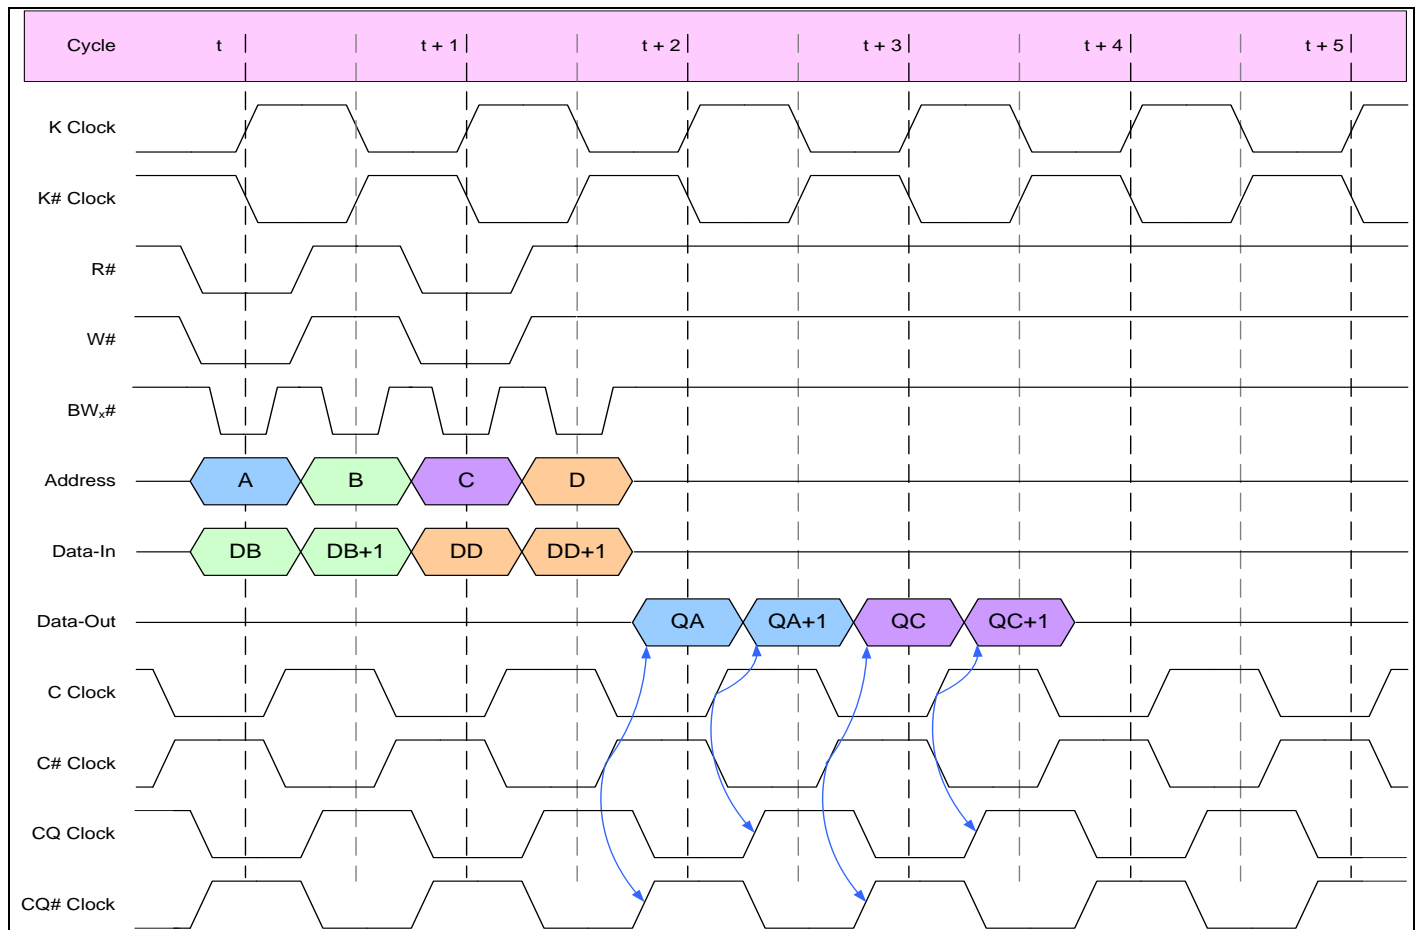 Cycle t t + 1 t + 2 t + 3 t + 4 t + 5
K Clock
K# Clock
R#
W#
BWₓ#
Address A B C D
Data-In DB DB+1 DD DD+1
Data-Out QA QA+1 QC QC+1
C Clock
C# Clock
CQ Clock
CQ# Clock